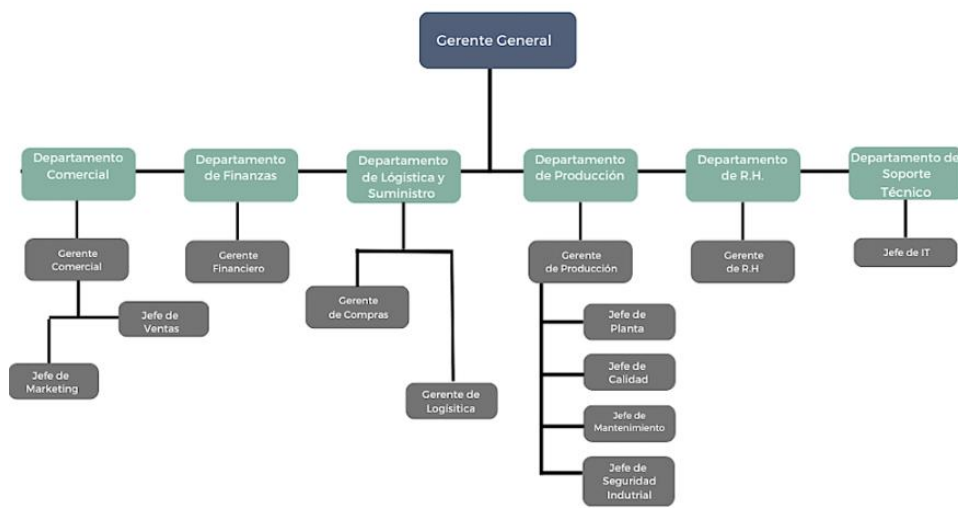 Gerente General
Departamento
Comercial
Departamento
de Finanzas
Departamento
de Lógistica y
Suministro
Departamento
de Producción
Departamento
de R.H.
Departamento de
Soporte
Técnico
Gerente
Comercial
Gerente
Financiero
Gerente
de Producción
Gerente
de R.H
Jefe de IT
Jefe de
Ventas
Gerente
de Compras
Jefe de
Planta
Jefe de
Marketing
Jefe de
Calidad
Gerente de
Logísitica
Jefe de
Mantenimiento
Jefe de
Seguridad
Indutrial